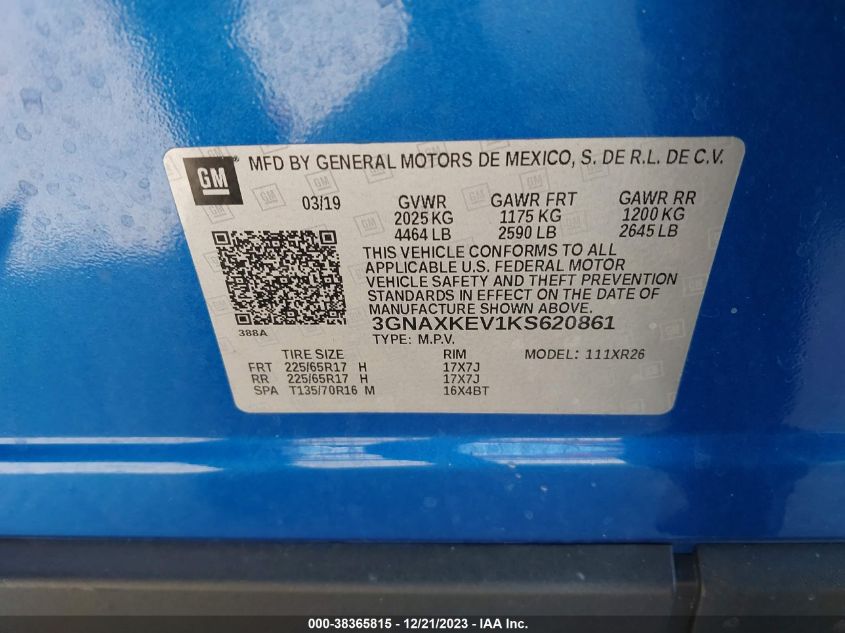 GM
MFD BY GENERAL MOTORS DE MEXICO, S. DE R.L. DE C.V.
03/19 GVWR GAWR FRT GAWR RR
2025 KG 1175 KG 1200 KG
4464 LB 2590 LB 2645 LB
THIS VEHICLE CONFORMS TO ALL
APPLICABLE U.S. FEDERAL MOTOR
VEHICLE SAFETY AND THEFT PREVENTION
STANDARDS IN EFFECT ON THE DATE OF
MANUFACTURE SHOWN ABOVE.
388A
3GNAXKEV1KS620861
TYPE: M.P.V.
TIRE SIZE RIM MODEL: 111XR26
FRT 225/65R17 H 17X7J
RR 225/65R17 H 17X7J
SPA T135/70R16 M 16X4BT
000-38365815 - 12/21/2023 - IAA Inc.